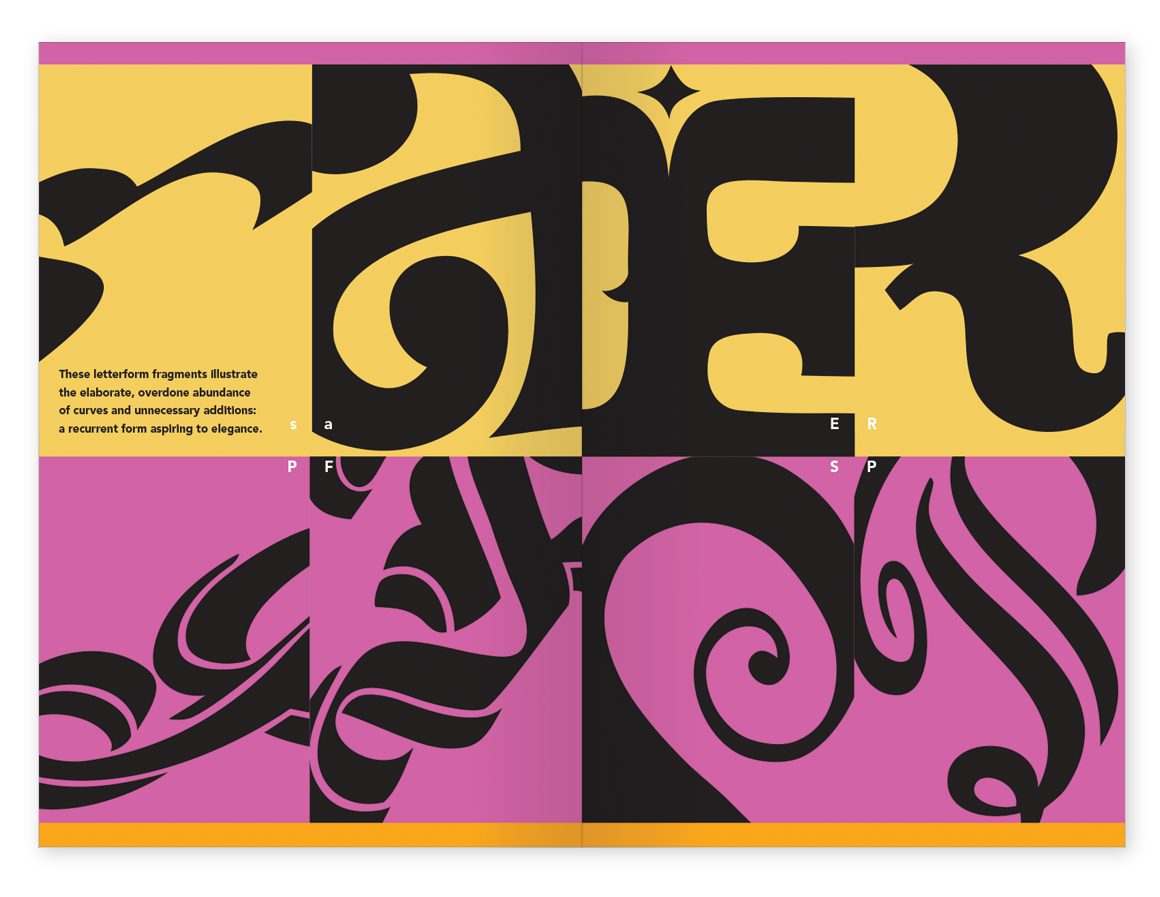 These letterform fragments illustrate
the elaborate, overdone abundance
of curves and unnecessary additions:
a recurrent form aspiring to elegance.
s a
E R
P F
S P